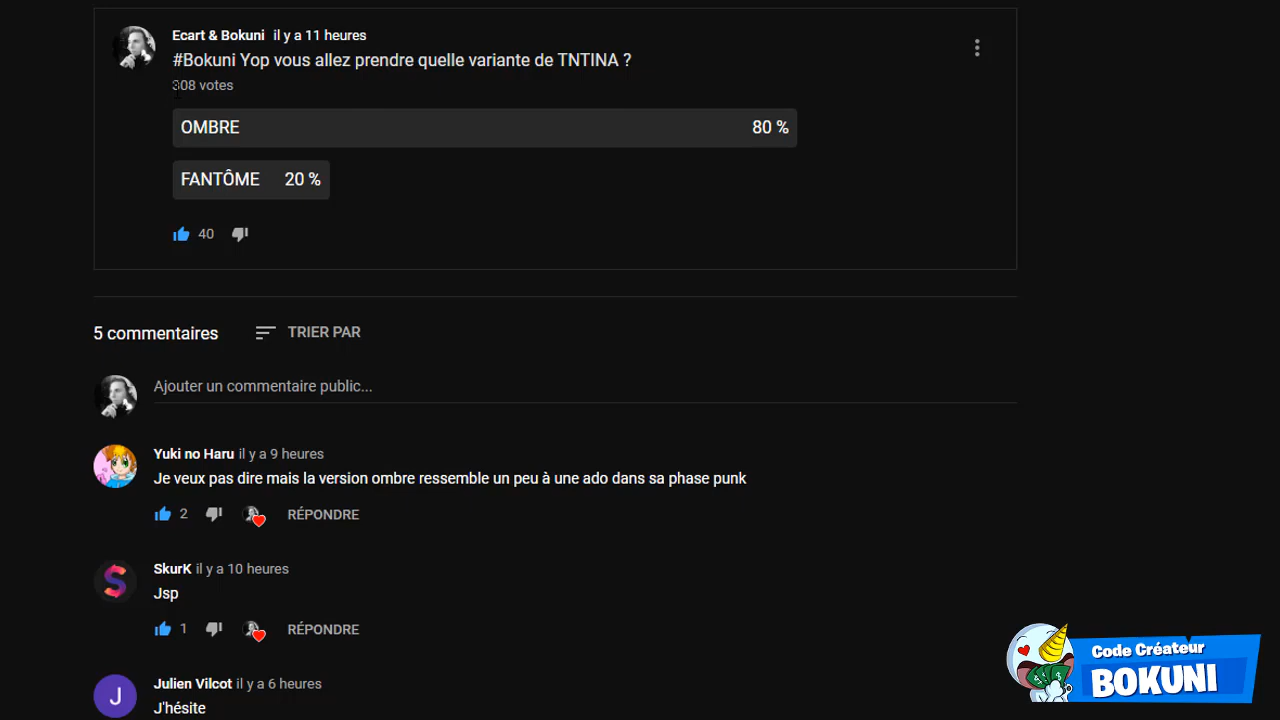 Ecart & Bokuni il y a 11 heures
#Bokuni Yop vous allez prendre quelle variante de TNTINA ?
308 votes
OMBRE 80 %
FANTÔME 20 %
40
5 commentaires TRIER PAR
Ajouter un commentaire public...
Yuki no Haru il y a 9 heures
Je veux pas dire mais la version ombre ressemble un peu à une ado dans sa phase punk
2 RÉPONDRE
SkurK il y a 10 heures
Jsp
1 RÉPONDRE
Julien Vilcot il y a 6 heures
J'hésite
J
Code Créateur
BOKUNI